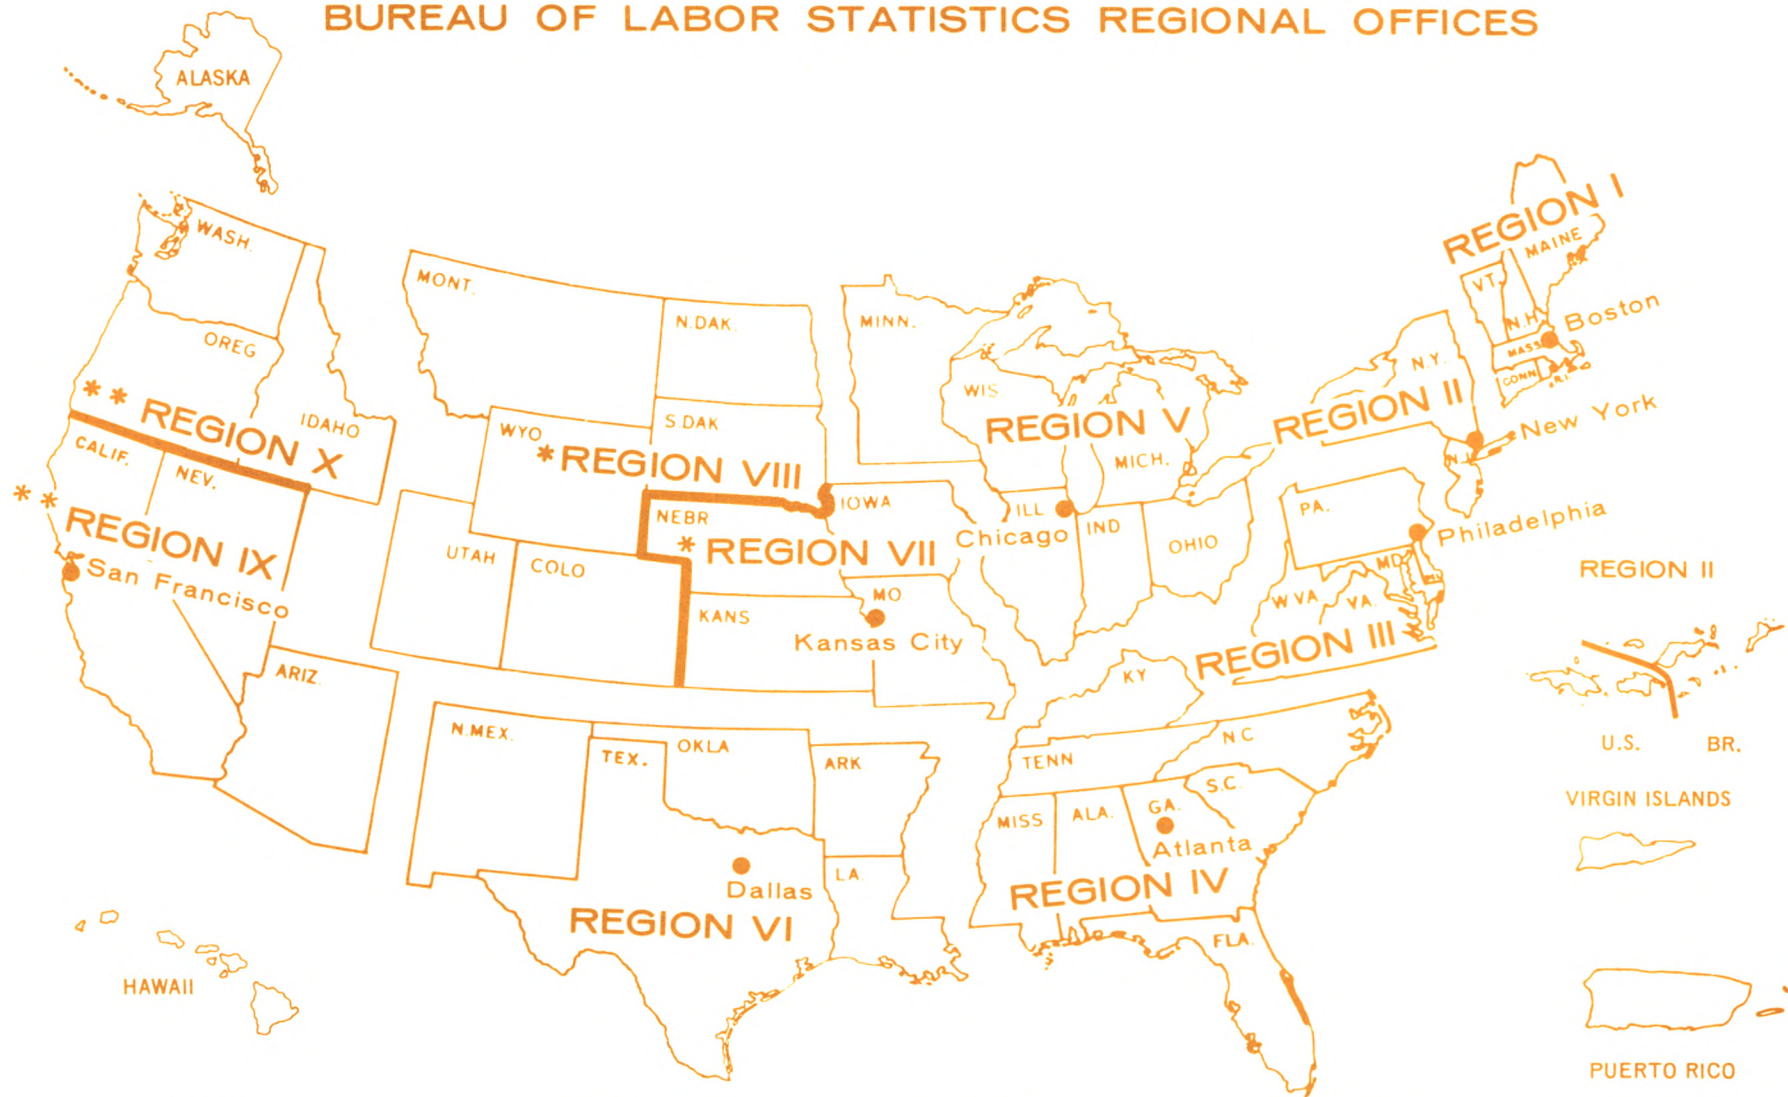 BUREAU OF LABOR STATISTICS REGIONAL OFFICES
ALASKA
REGION I
MAINE
WASH.
VT.
MONT.
N.H.
Boston
N.DAK.
MINN.
OREG
MASS
N.Y.
CONN
R.I.
WIS
** REGION X
IDAHO
S DAK
REGION V
REGION II
New York
WYO
*REGION VIII
MICH.
N.J.
CALIF.
NEV.
** REGION IX
NEBR
IOWA
ILL
Chicago
IND
OHIO
PA.
Philadelphia
* REGION VII
UTAH
COLO
San Francisco
MD
REGION II
KANS
MO
Kansas City
W VA
VA.
REGION III
ARIZ.
KY
N.MEX.
OKLA
TEX.
ARK
TENN
N C
U.S.
BR.
VIRGIN ISLANDS
S.C.
MISS
ALA.
GA.
Atlanta
Dallas
LA
REGION IV
REGION VI
FLA.
HAWAII
PUERTO RICO